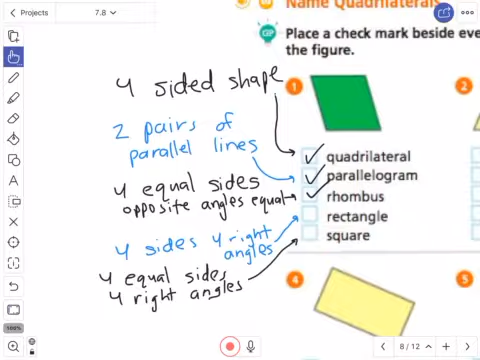 Projects
7.8
Name Quadrilaterals
GP
Place a check mark beside eve
the figure.
4 sided shape
1
2
2 pairs of
parallel lines
quadrilateral
parallelogram
4 equal sides
opposite angles equal
rhombus
rectangle
4 sides 4 right
angles
square
4 equal sides
4 right angles
4
5
100%
8 / 12